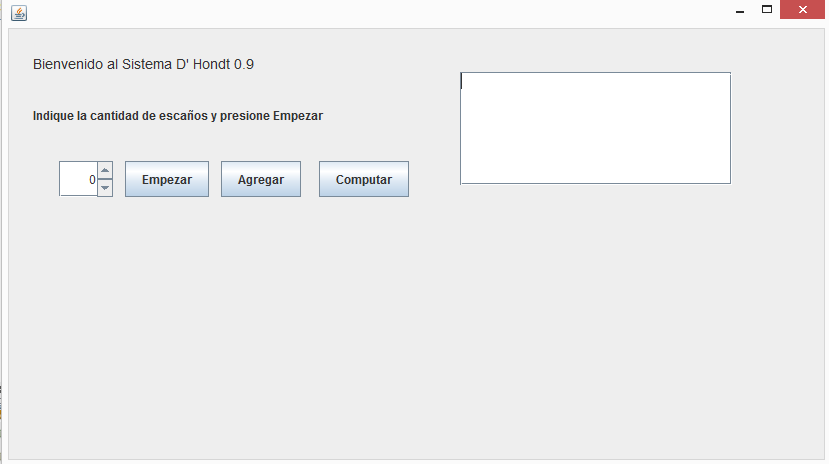 Bienvenido al Sistema D' Hondt 0.9
Indique la cantidad de escaños y presione Empezar
0 Empezar Agregar Computar